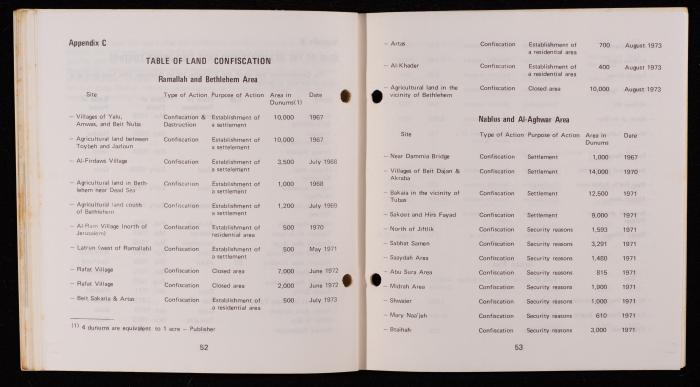 Appendix C
TABLE OF LAND CONFISCATION
Ramallah and Bethlehem Area
Site Type of Action Purpose of Action Area in Date
Dunums(1)
– Villages of Yalu, Confiscation & Establishment of 10,000 1967
Amwas, and Beit Nuba Destruction a settlement
– Agricultural land between Confiscation Establishment of 10,000 1967
Toybeh and Jazloun a settelement
– Al-Firdaws Village Confiscation Establishment of 3,500 July 1968
a settelement
– Agricultural land in Beth- Confiscation Establishment of 1,000 1968
lehem near Dead Sea a settlement
– Agricultural land south Confiscation Establishment of 1,200 July 1969
of Bethlehem a settlement
– Al-Ram Village (north of Confiscation Establishment of 500 1970
Jerusalem) residential area
– Latrun (west of Ramallah) Confiscation Establishment of 500 May 1971
a settlement
– Rafat Village Confiscation Closed area 7,000 June 1972
– Rafat Village Confiscation Closed area 2,000 June 1972
– Beit Sakaria & Artas Confiscation Establishment of 500 July 1973
a residential area
(1) 4 dunums are equivalent to 1 acre – Publisher
52
– Artas Confiscation Establishment of 700 August 1973
a residential area
– Al-Khader Confiscation Establishment of 400 August 1973
a residential area
– Agricultural land in the Confiscation Closed area 10,000 August 1973
vicinity of Bethlehem
Nablus and Al-Aghwar Area
Site Type of Action Purpose of Action Area in Date
Dunums
– Near Dammia Bridge Confiscation Settlement 1,000 1967
– Villages of Beit Dajan & Confiscation Settlement 14,000 1970
Akraba
– Bakaia in the vicinity of Confiscation Settlement 12,500 1971
Tubas
– Sakoot and Hirs Fayad Confiscation Settlement 9,000 1971
– North of Jiftlik Confiscation Security reasons 1,593 1971
– Sabhat Samen Confiscation Security reasons 3,291 1971
– Saaydah Area Confiscation Security reasons 1,480 1971
– Abu Sura Area Confiscation Security reasons 815 1971
– Midrah Area Confiscation Security reasons 1,000 1971
– Shwaier Confiscation Security reasons 1,000 1971
– Marj Naa'jah Confiscation Security reasons 610 1971
– Btaihah Confiscation Security reasons 3,000 1971
53